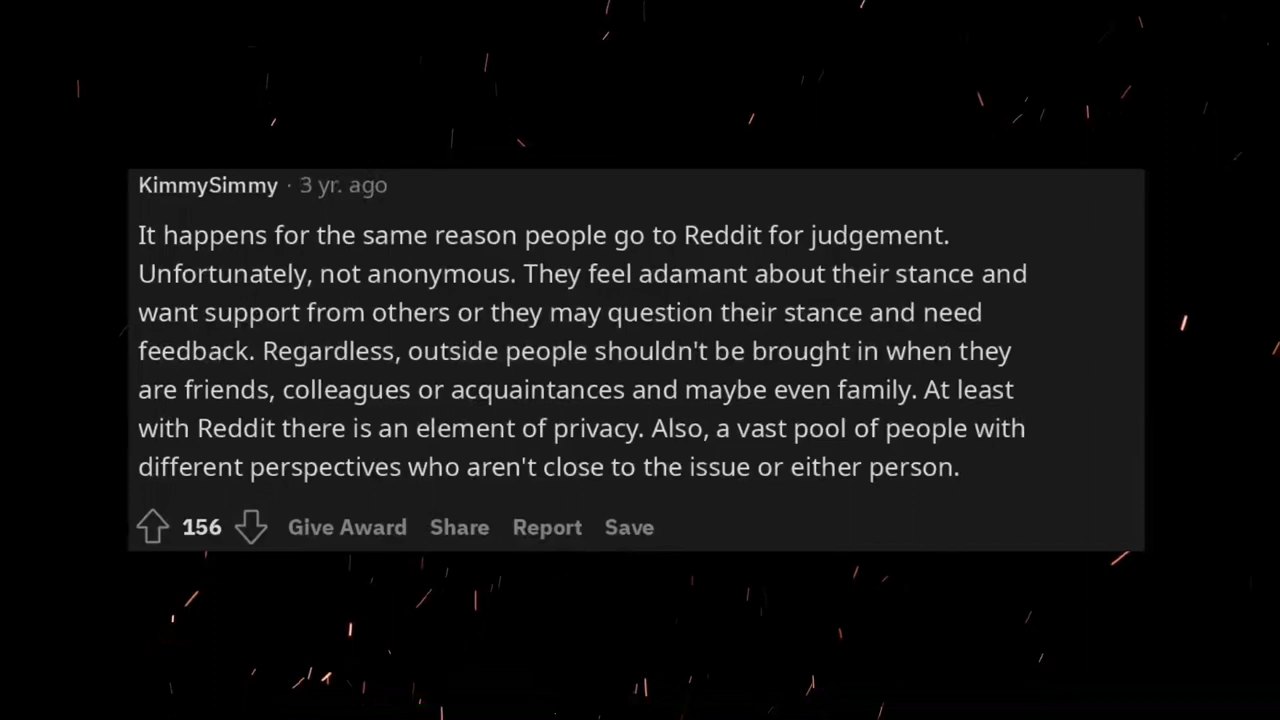 KimmySimmy · 3 yr. ago
It happens for the same reason people go to Reddit for judgement.
Unfortunately, not anonymous. They feel adamant about their stance and
want support from others or they may question their stance and need
feedback. Regardless, outside people shouldn't be brought in when they
are friends, colleagues or acquaintances and maybe even family. At least
with Reddit there is an element of privacy. Also, a vast pool of people with
different perspectives who aren't close to the issue or either person.
156 Give Award Share Report Save